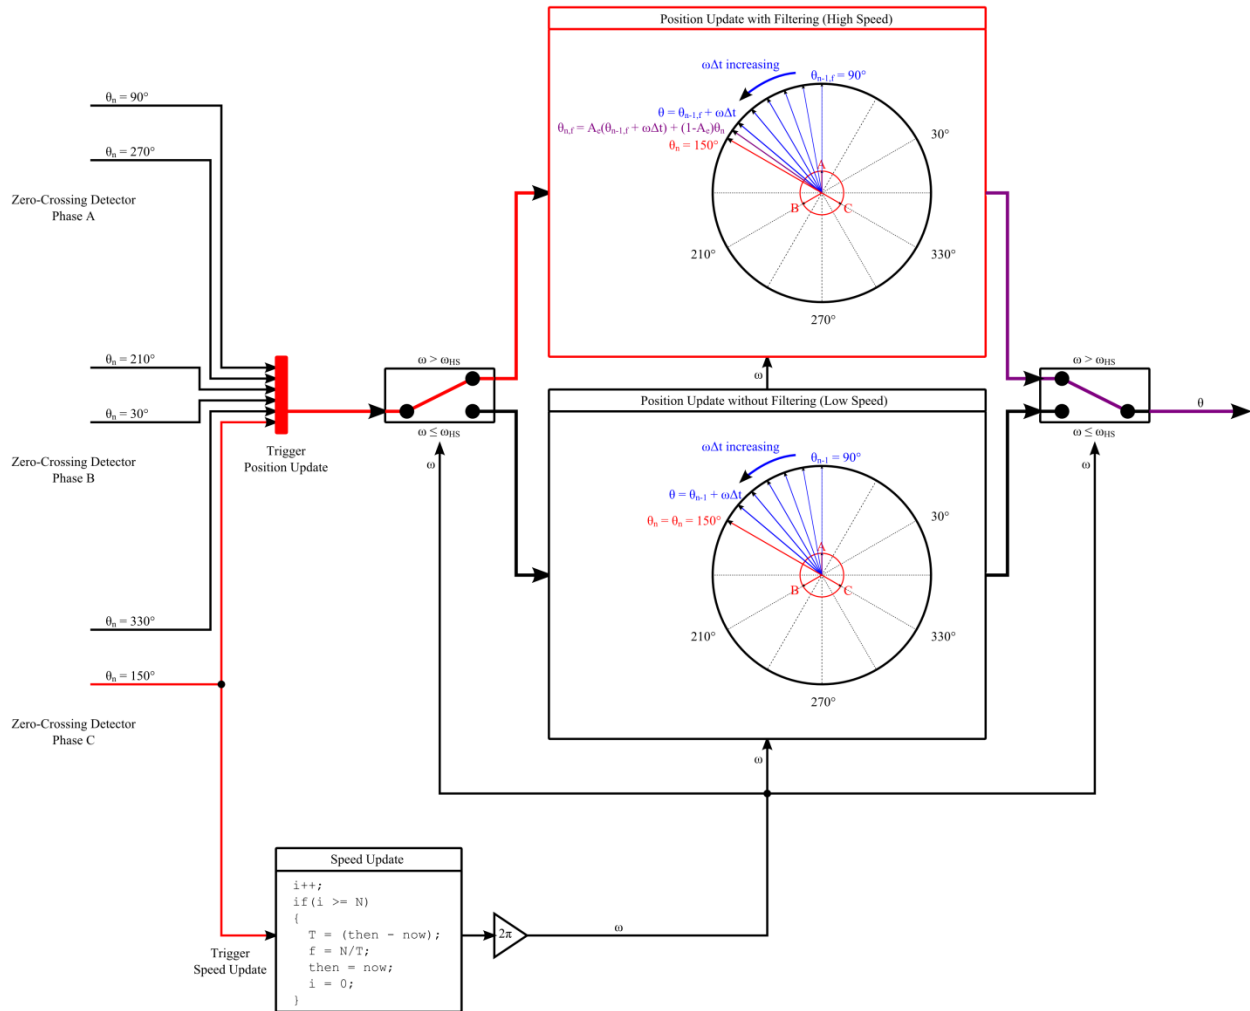 Position Update with Filtering (High Speed)
ωΔt increasing
θn-1,f = 90°
θ = θn-1,f + ωΔt
θn,f = Ae(θn-1,f + ωΔt) + (1-Ae)θn
θn = 150°
30°
A
B
C
210°
330°
270°
θn = 90°
θn = 270°
Zero-Crossing Detector
Phase A
θn = 210°
θn = 30°
Zero-Crossing Detector
Phase B
θn = 330°
θn = 150°
Zero-Crossing Detector
Phase C
Trigger
Position Update
ω > ωHS
ω ≤ ωHS
ω
ω
Position Update without Filtering (Low Speed)
ωΔt increasing
θn-1 = 90°
θ = θn-1 + ωΔt
θn = θn = 150°
30°
A
B
C
210°
330°
270°
ω
ω > ωHS
ω ≤ ωHS
ω
θ
Trigger
Speed Update
Speed Update
i++;
if(i >= N)
{
T = (then - now);
f = N/T;
then = now;
i = 0;
}
2π
ω